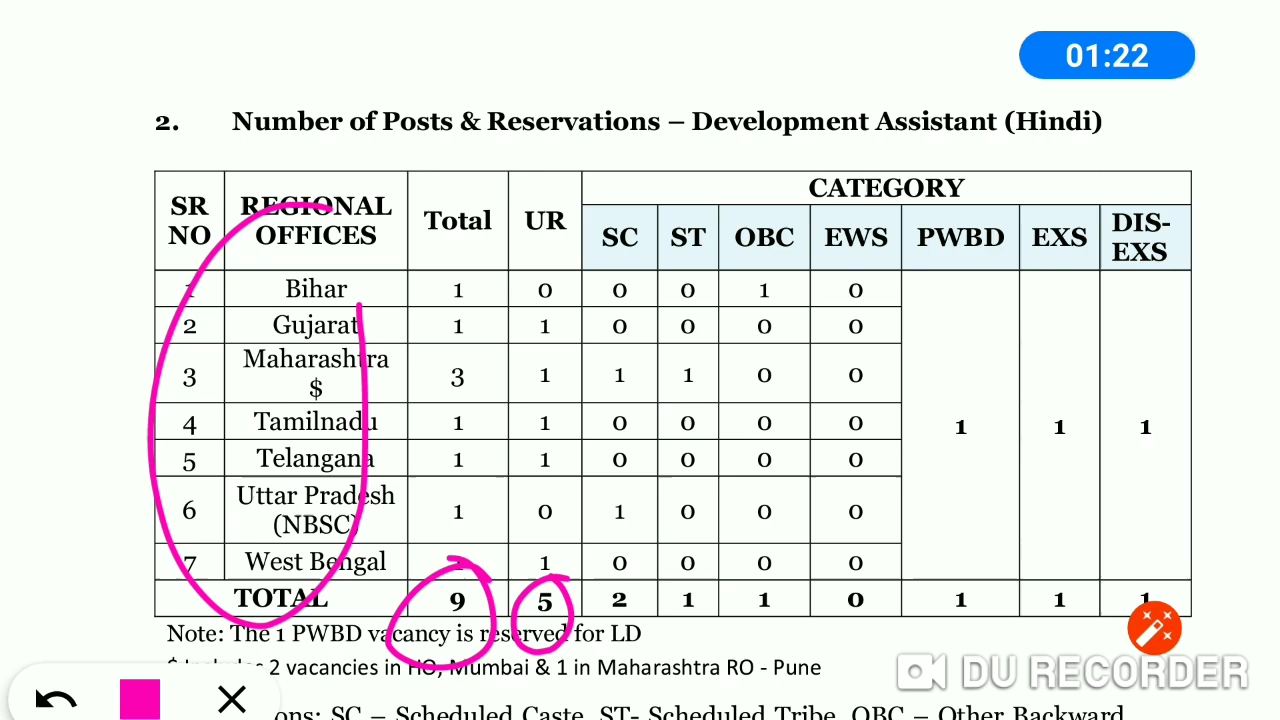 01:22
2. Number of Posts & Reservations – Development Assistant (Hindi)
SR NO REGIONAL OFFICES Total UR CATEGORY
SC ST OBC EWS PWBD EXS DIS-EXS
1 Bihar 1 0 0 0 1 0 1 1 1
2 Gujarat 1 1 0 0 0 0
3 Maharashtra $ 3 1 1 1 0 0
4 Tamilnadu 1 1 0 0 0 0
5 Telangana 1 1 0 0 0 0
6 Uttar Pradesh (NBSC) 1 0 1 0 0 0
7 West Bengal 1 1 0 0 0 0
TOTAL 9 5 2 1 1 0 1 1 1
Note: The 1 PWBD vacancy is reserved for LD
$ Includes 2 vacancies in HO, Mumbai & 1 in Maharashtra RO - Pune
DU RECORDER
SC – Scheduled Caste, ST- Scheduled Tribe, OBC – Other Backward